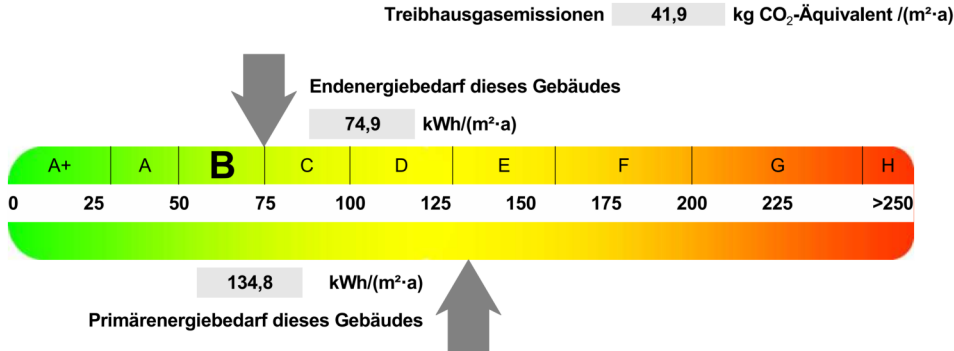 Treibhausgasemissionen 41,9 kg CO₂-Äquivalent /(m²·a)
Endenergiebedarf dieses Gebäudes
74,9 kWh/(m²·a)
A+ A B C D E F G H
0 25 50 75 100 125 150 175 200 225 >250
134,8 kWh/(m²·a)
Primärenergiebedarf dieses Gebäudes